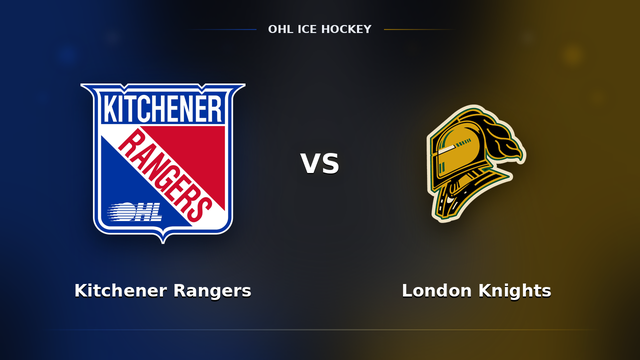 OHL ICE HOCKEY
KITCHENER
RANGERS
OHL
VS
Kitchener Rangers
London Knights